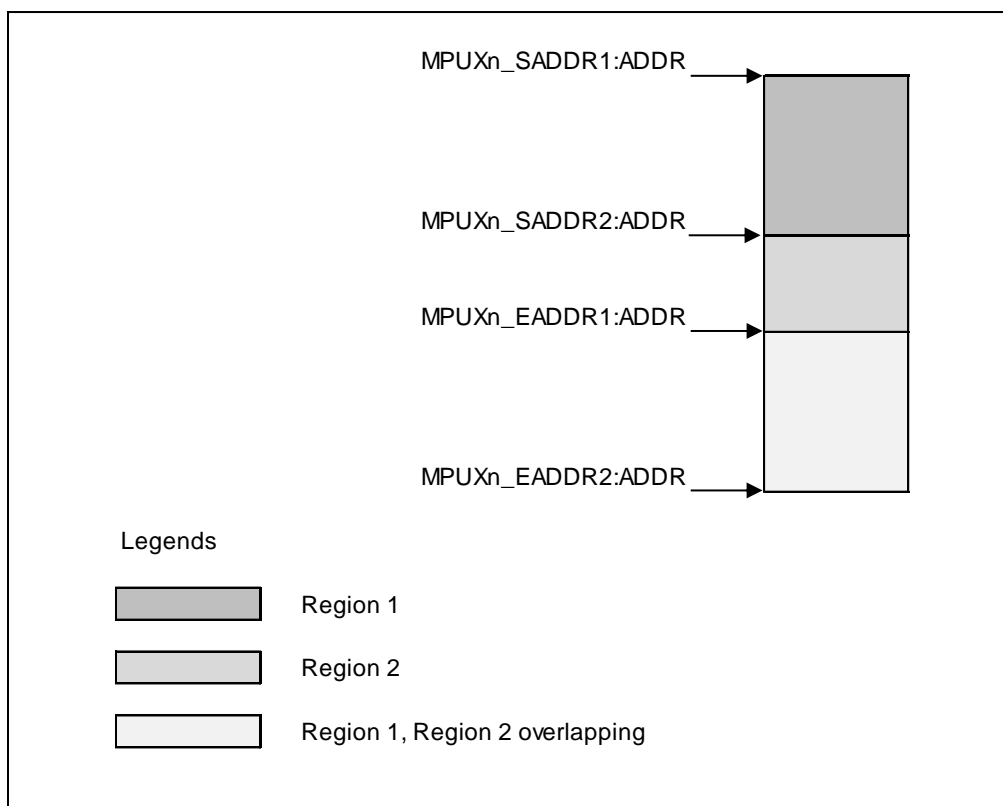 MPUXn_SADDR1:ADDR
MPUXn_SADDR2:ADDR
MPUXn_EADDR1:ADDR
MPUXn_EADDR2:ADDR
Legends
Region 1
Region 2
Region 1, Region 2 overlapping